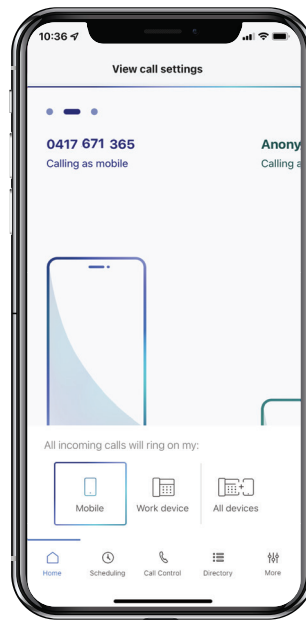 10:36
View call settings
0417 671 365
Calling as mobile
Anony
Calling a
All incoming calls will ring on my:
Mobile
Work device
All devices
Home
Scheduling
Call Control
Directory
More